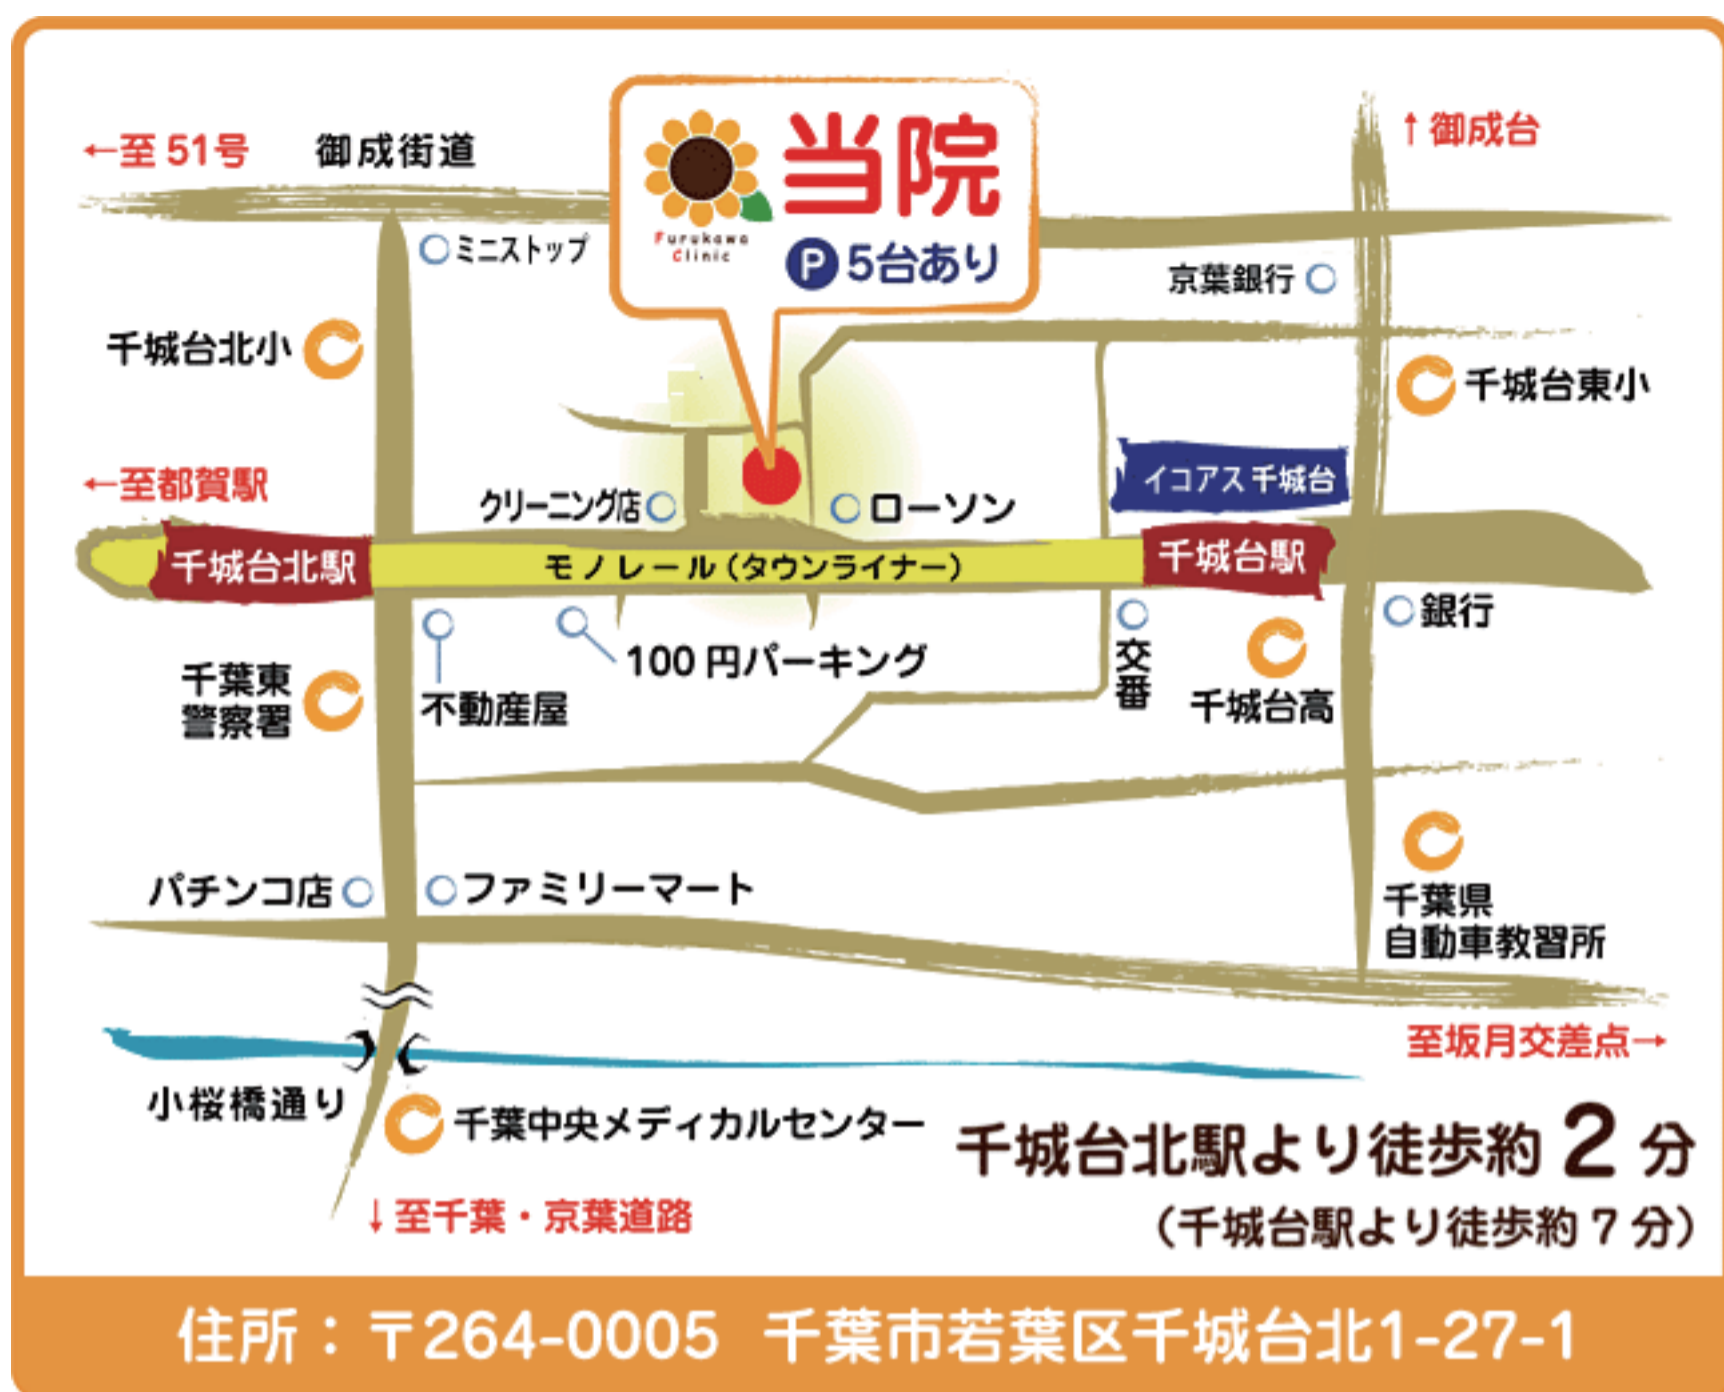 ←至 51号
御成街道
当院
Furukawa
Clinic
P 5台あり
↑御成台
ミニストップ
京葉銀行
千城台北小
千城台東小
←至都賀駅
クリーニング店
ローソン
イコアス千城台
千城台北駅
モノレール(タウンライナー)
千城台駅
銀行
千葉東
警察署
不動産屋
100円パーキング
交番
千城台高
パチンコ店
ファミリーマート
千葉県
自動車教習所
至坂月交差点→
小桜橋通り
千葉中央メディカルセンター
↓至千葉・京葉道路
千城台北駅より徒歩約 2 分
(千城台駅より徒歩約 7 分)
住所：〒264-0005 千葉市若葉区千城台北1-27-1